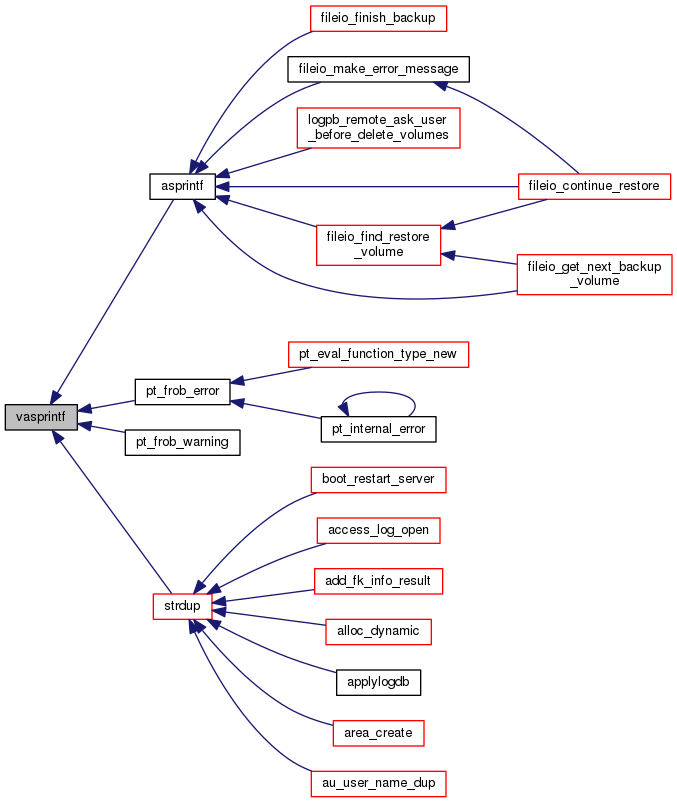 fileio_finish_backup
fileio_make_error_message
logpb_remote_ask_user
_before_delete_volumes
asprintf
fileio_continue_restore
fileio_find_restore
_volume
fileio_get_next_backup
_volume
pt_eval_function_type_new
pt_frob_error
vasprintf
pt_internal_error
pt_frob_warning
boot_restart_server
access_log_open
add_fk_info_result
strdup
alloc_dynamic
applylogdb
area_create
au_user_name_dup